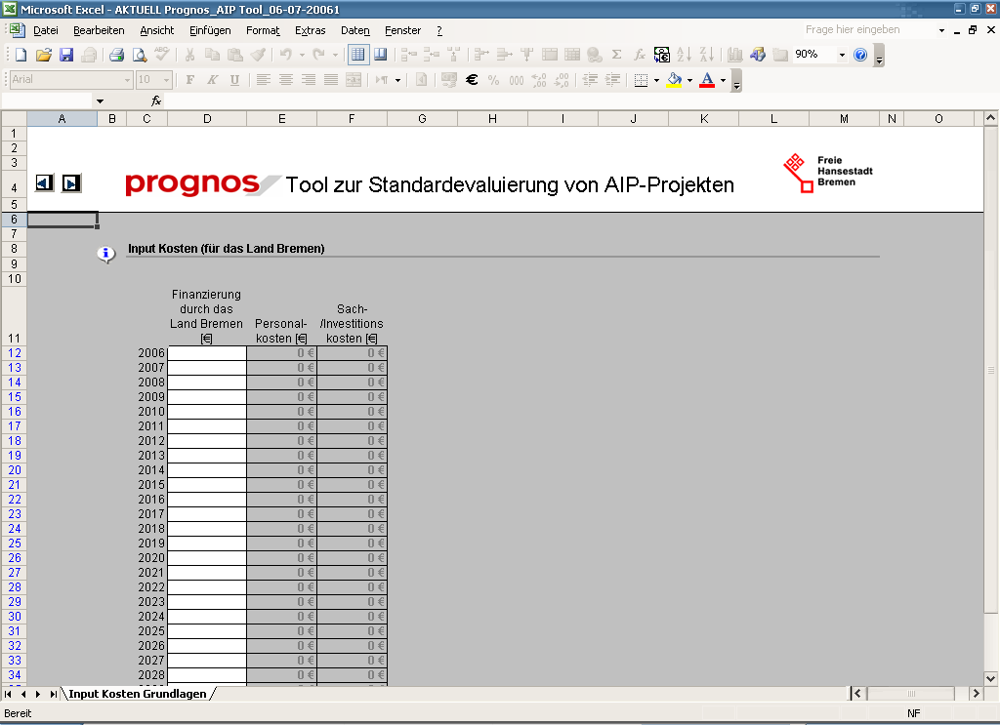 Microsoft Excel - AKTUELL Prognos_AIP Tool_06-07-20061
Datei Bearbeiten Ansicht Einfügen Format Extras Daten Fenster ? Frage hier eingeben
90%
Arial 10 F K U € % 000
fx
A B C D E F G H I J K L M N O
1
2
3 Freie
Hansestadt
Bremen
4 prognos Tool zur Standardevaluierung von AIP-Projekten
5
6
7
8 Input Kosten (für das Land Bremen)
9
10
Finanzierung
durch das Sach-
Land Bremen Personal- /Investitions
11 [€] kosten [€] kosten [€]
12 2006 0 € 0 €
13 2007 0 € 0 €
14 2008 0 € 0 €
15 2009 0 € 0 €
16 2010 0 € 0 €
17 2011 0 € 0 €
18 2012 0 € 0 €
19 2013 0 € 0 €
20 2014 0 € 0 €
21 2015 0 € 0 €
22 2016 0 € 0 €
23 2017 0 € 0 €
24 2018 0 € 0 €
25 2019 0 € 0 €
26 2020 0 € 0 €
27 2021 0 € 0 €
28 2022 0 € 0 €
29 2023 0 € 0 €
30 2024 0 € 0 €
31 2025 0 € 0 €
32 2026 0 € 0 €
33 2027 0 € 0 €
34 2028 0 € 0 €
Input Kosten Grundlagen
Bereit NF